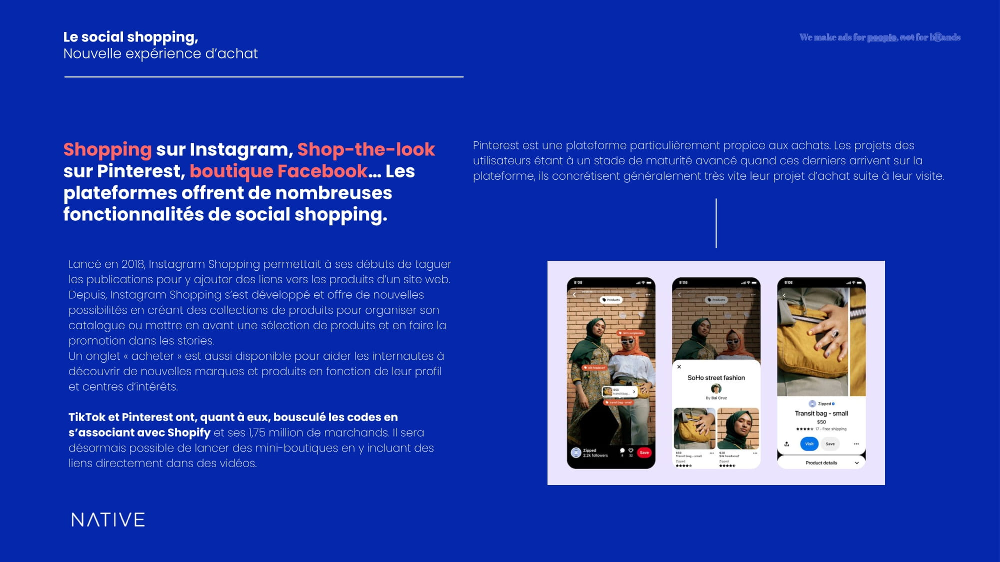 Le social shopping,
Nouvelle expérience d’achat
We make ads for people, not for bRands
Shopping sur Instagram, Shop-the-look
sur Pinterest, boutique Facebook... Les
plateformes offrent de nombreuses
fonctionnalités de social shopping.
Lancé en 2018, Instagram Shopping permettait à ses débuts de taguer
les publications pour y ajouter des liens vers les produits d’un site web.
Depuis, Instagram Shopping s’est développé et offre de nouvelles
possibilités en créant des collections de produits pour organiser son
catalogue ou mettre en avant une sélection de produits et en faire la
promotion dans les stories.
Un onglet « acheter » est aussi disponible pour aider les internautes à
découvrir de nouvelles marques et produits en fonction de leur profil
et centres d’intérêts.
TikTok et Pinterest ont, quant à eux, bousculé les codes en
s’associant avec Shopify et ses 1,75 million de marchands. Il sera
désormais possible de lancer des mini-boutiques en y incluant des
liens directement dans des vidéos.
Pinterest est une plateforme particulièrement propice aux achats. Les projets des
utilisateurs étant à un stade de maturité avancé quand ces derniers arrivent sur la
plateforme, ils concrétisent généralement très vite leur projet d’achat suite à leur visite.
8:08
Products
retro sunglasses
silk headscarf
$50
transit bag...
transit bag - small
Zipped
2.2k followers
8
32
Save
8:08
Products
SoHo street fashion
By Bai Cruz
$50
Transit bag - small
Zipped
$38
Silk headscarf
Zipped
8:08
Zipped
Transit bag - small
$50
17 · Free shipping
Visit
Save
Product details
NATIVE